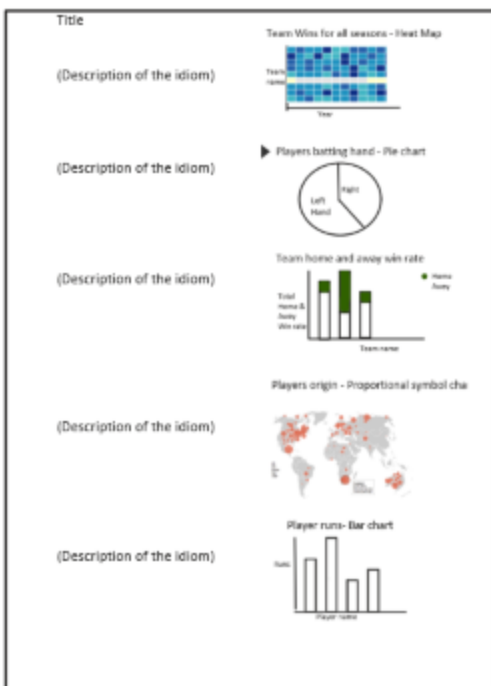 Title
Team Wins for all seasons - Heat Map
(Description of the idiom)
Team
name
Year
(Description of the idiom)
Players batting hand - Pie chart
Right
Left
Hand
Team home and away win rate
(Description of the idiom)
Home
Away
Total
Home &
Away
Win rate
Team name
Players origin - Proportional symbol cha
(Description of the idiom)
Player runs- Bar chart
(Description of the idiom)
Runs
Player name